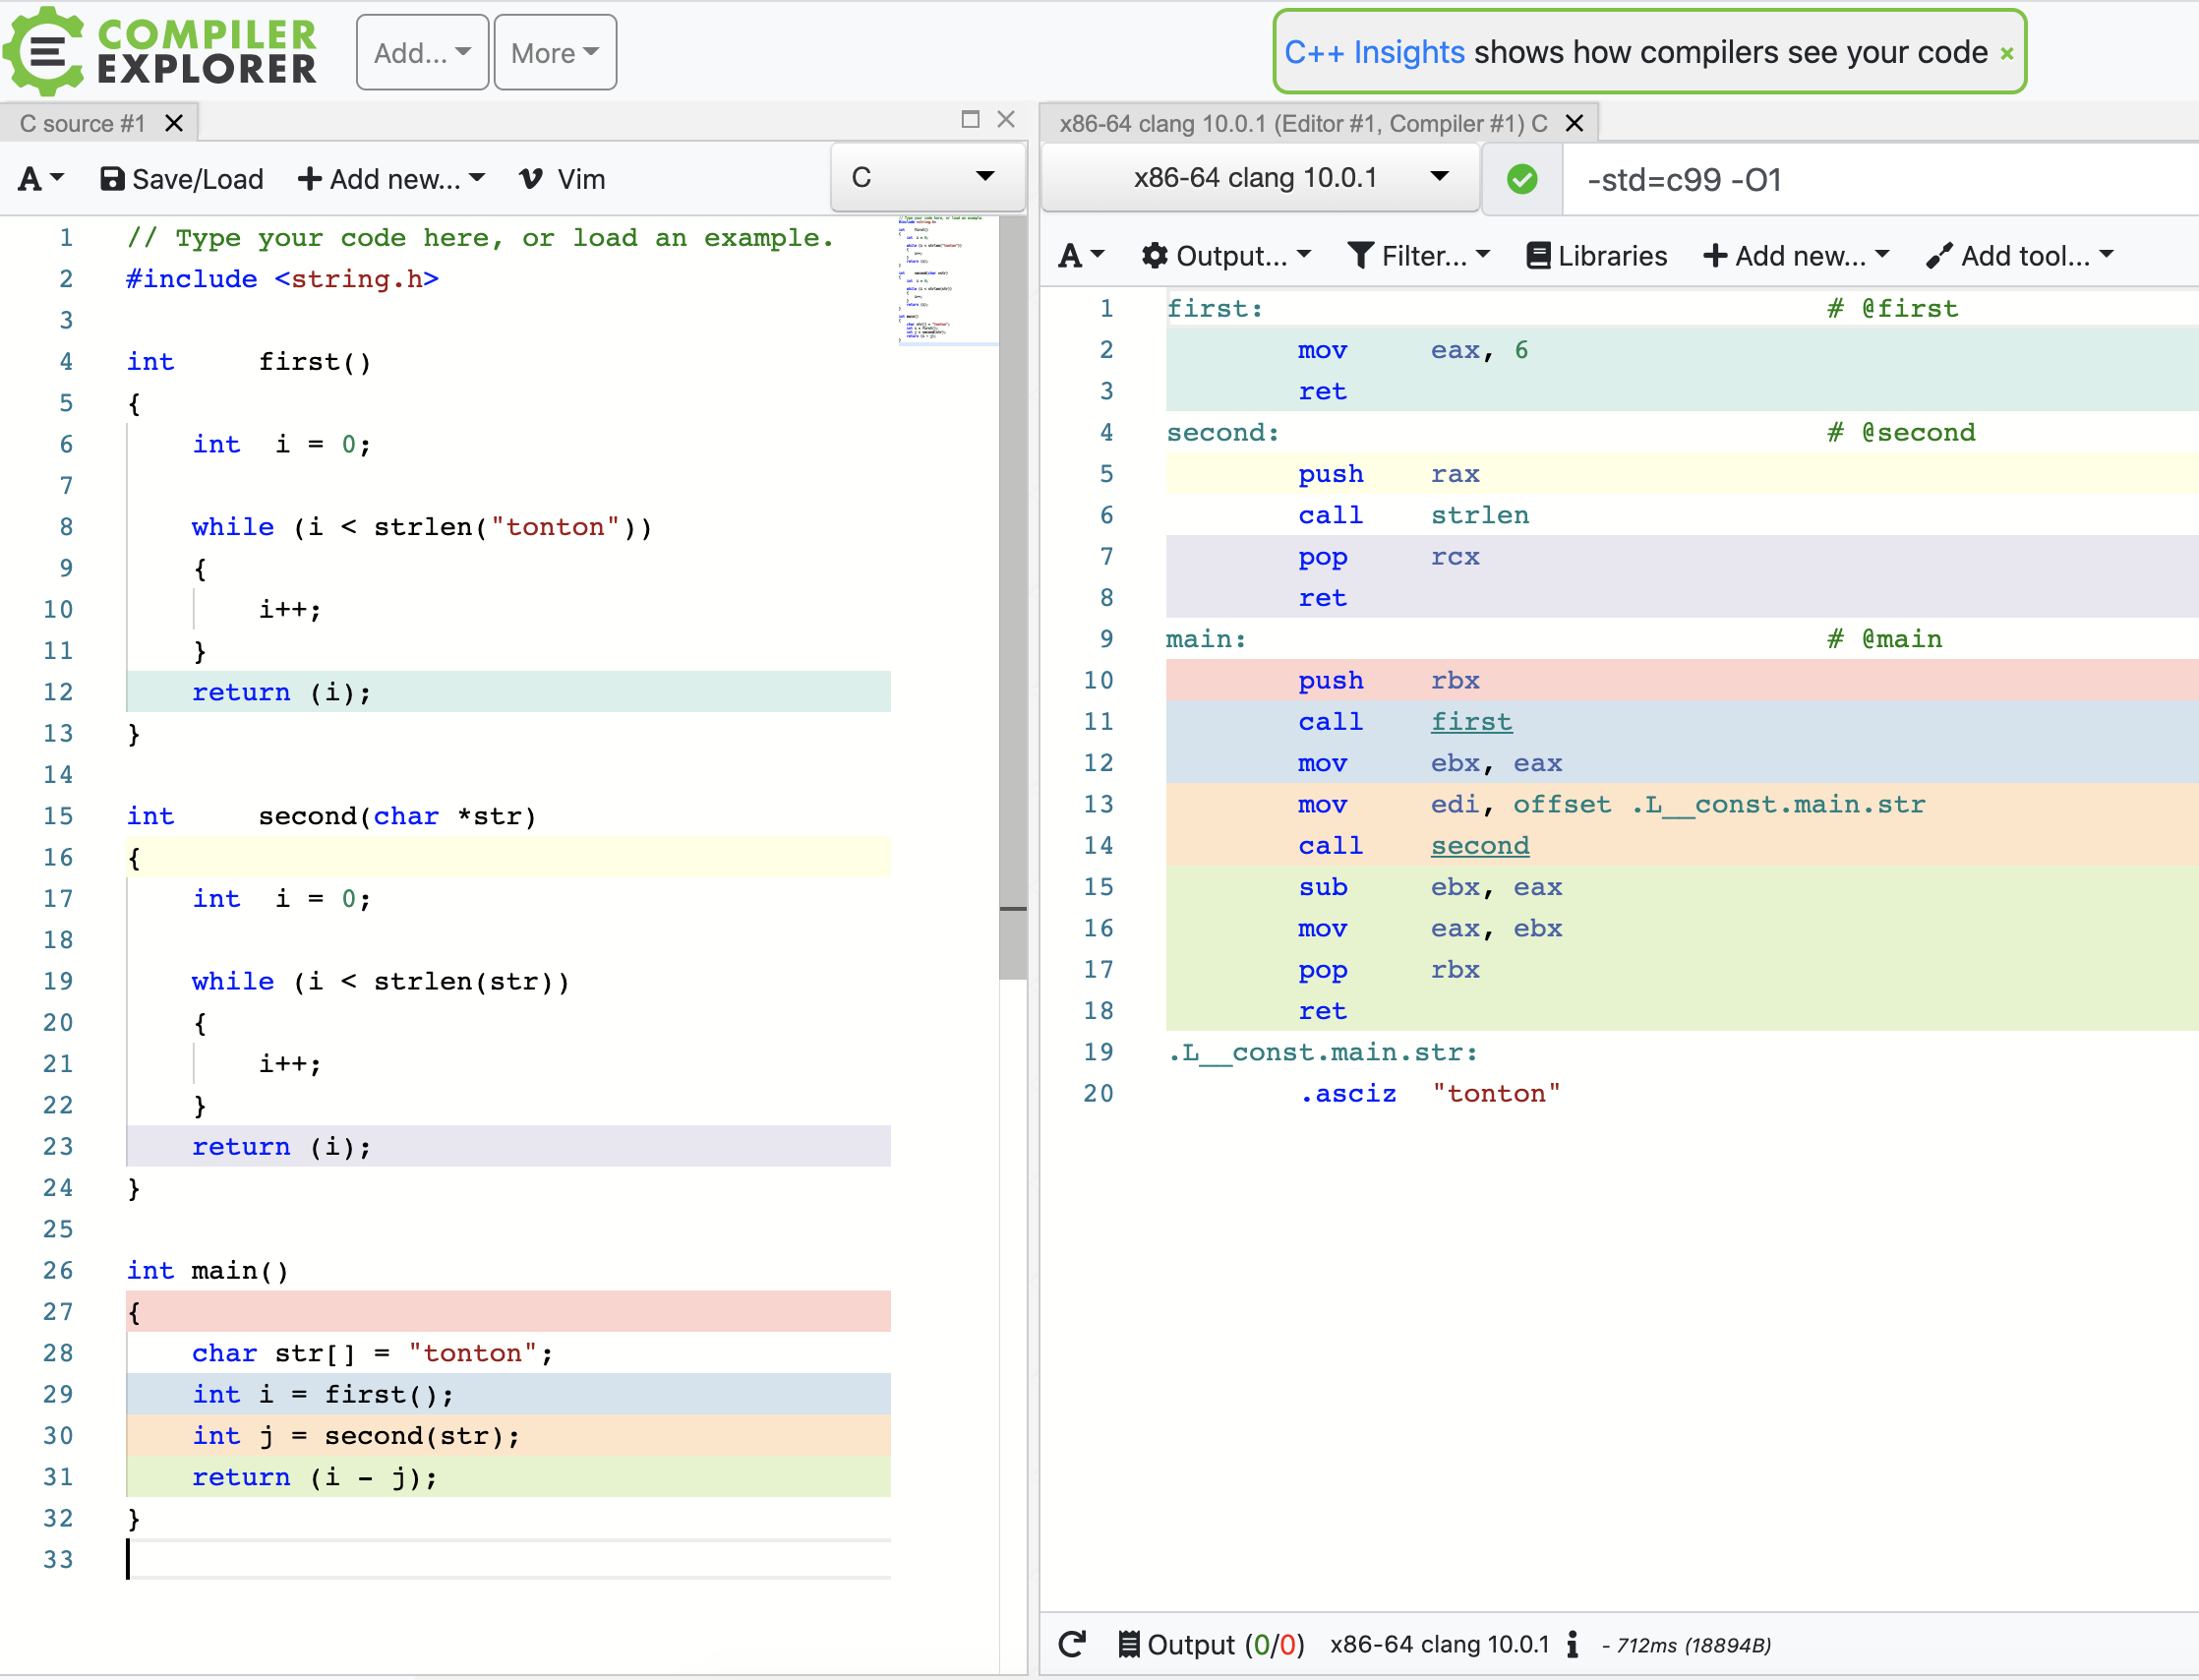 COMPILER
EXPLORER
Add...
More
C++ Insights shows how compilers see your code ×
C source #1
A
Save/Load
+ Add new...
Vim
C
1 // Type your code here, or load an example.
2 #include <string.h>
3
4 int     first()
5 {
6     int  i = 0;
7
8     while (i < strlen("tonton"))
9     {
10         i++;
11     }
12     return (i);
13 }
14
15 int     second(char *str)
16 {
17     int  i = 0;
18
19     while (i < strlen(str))
20     {
21         i++;
22     }
23     return (i);
24 }
25
26 int main()
27 {
28     char str[] = "tonton";
29     int i = first();
30     int j = second(str);
31     return (i - j);
32 }
33
x86-64 clang 10.0.1 (Editor #1, Compiler #1) C
x86-64 clang 10.0.1
-std=c99 -O1
A
Output...
Filter...
Libraries
+ Add new...
Add tool...
1 first:                                  # @first
2         mov     eax, 6
3         ret
4 second:                                 # @second
5         push    rax
6         call    strlen
7         pop     rcx
8         ret
9 main:                                   # @main
10         push    rbx
11         call    first
12         mov     ebx, eax
13         mov     edi, offset .L__const.main.str
14         call    second
15         sub     ebx, eax
16         mov     eax, ebx
17         pop     rbx
18         ret
19 .L__const.main.str:
20         .asciz  "tonton"
Output (0/0) x86-64 clang 10.0.1 i - 712ms (18894B)